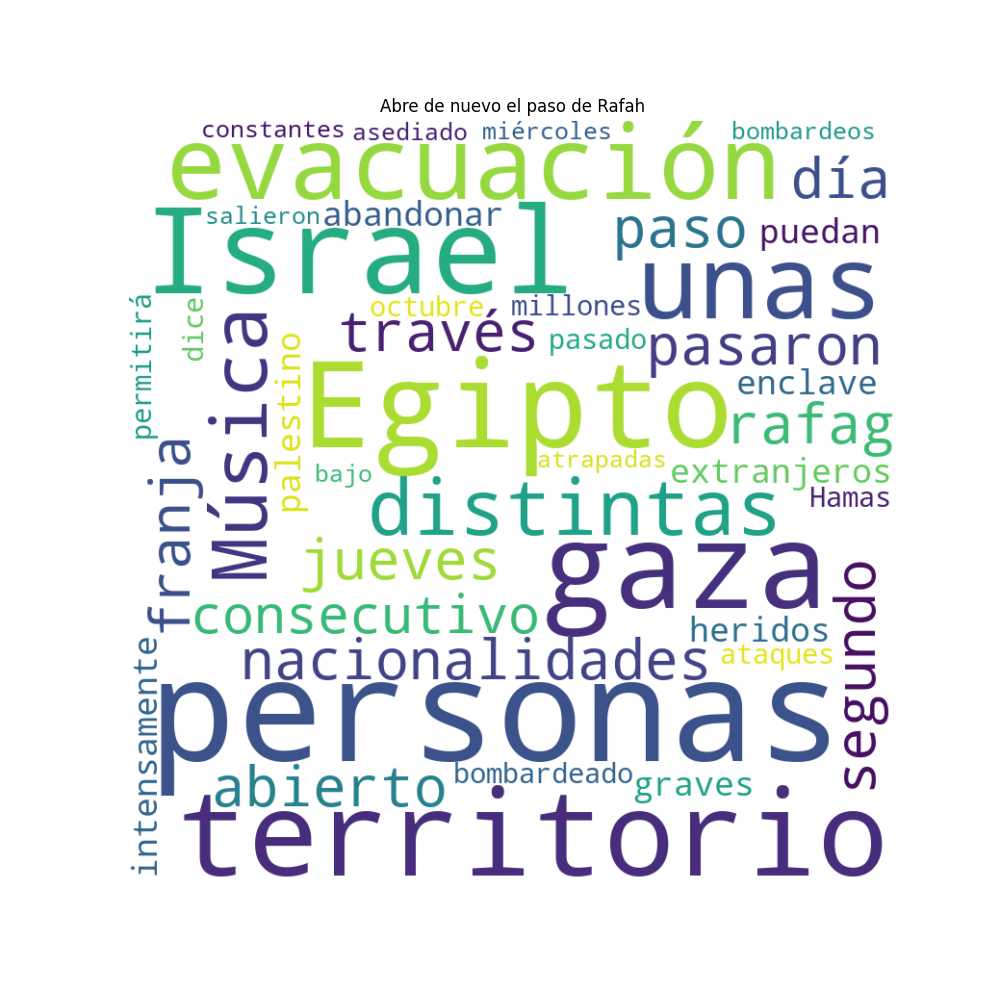 Abre de nuevo el paso de Rafah
constantes asediado miércoles bombardeos
evacuación día
salieron abandonar paso puedan
Israel unas
permitirá dice octubre millones
través pasado pasaron
Música palestino Egipto enclave
rafag
bajo atrapadas extranjeros
franja distintas Hamas
jueves gaza
consecutivo heridos
nacionalidades ataques segundo
intensamente personas
abierto bombardeado graves
territorio